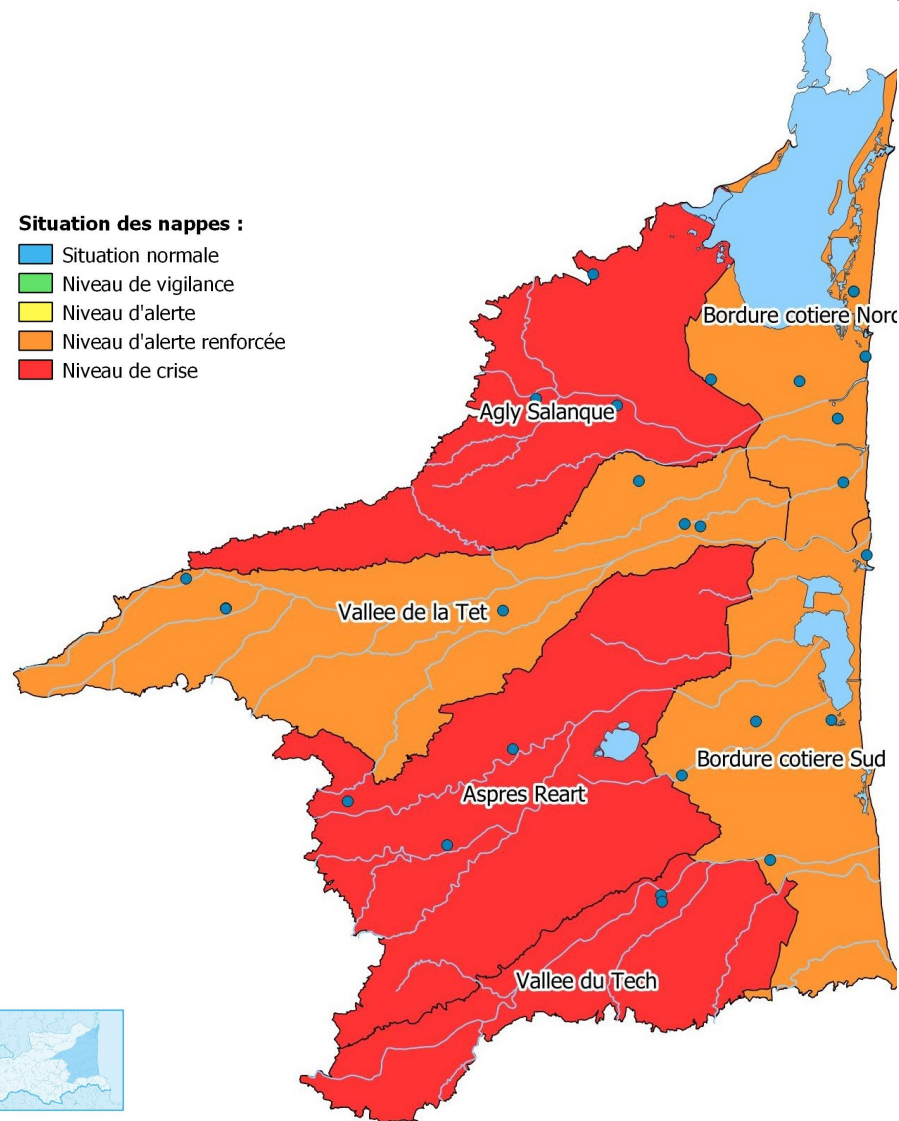 Situation des nappes :
Situation normale
Niveau de vigilance
Niveau d'alerte
Niveau d'alerte renforcée
Niveau de crise
Bordure cotiere Nord
Agly Salanque
Vallee de la Tet
Bordure cotiere Sud
Aspres Reart
Vallee du Tech